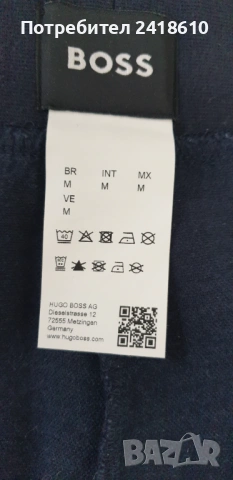 Потребител 2418610
BOSS
BR INT MX
M M M
VE
M
40
HUGO BOSS AG
Dieselstrasse 12
72555 Metzingen
Germany
www.hugoboss.com
BAZAR